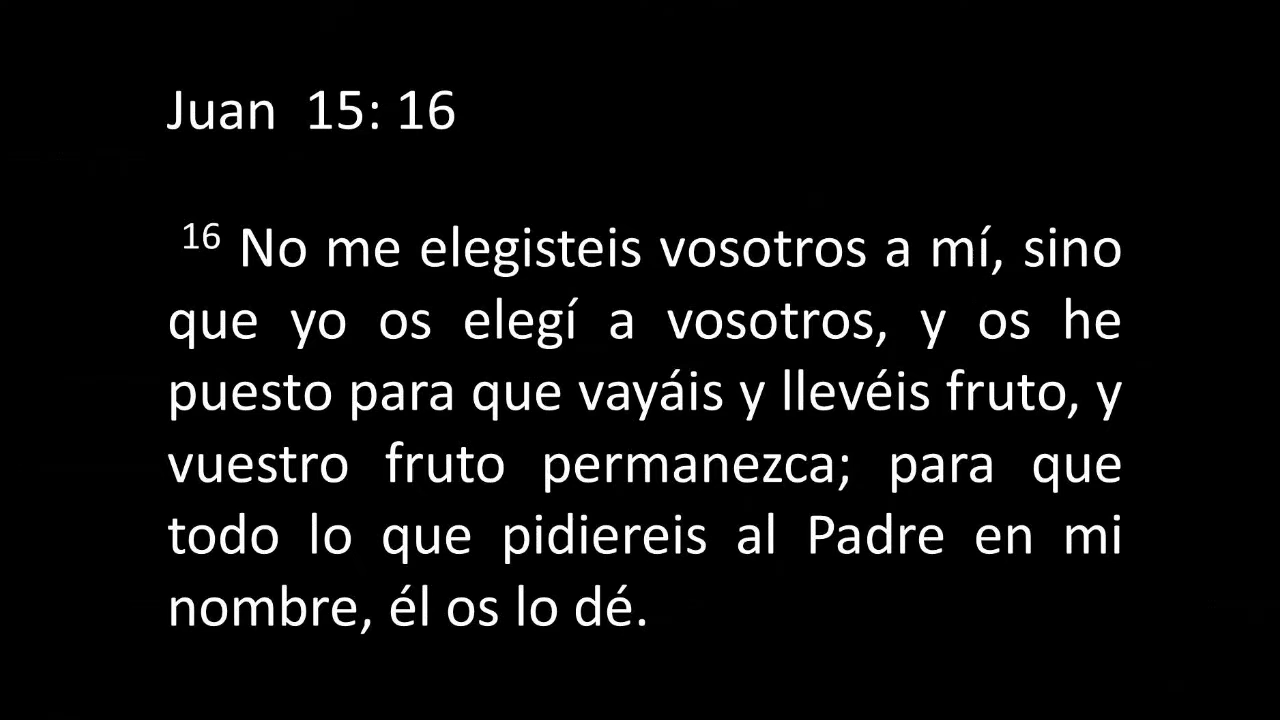 Juan 15: 16
16 No me elegisteis vosotros a mí, sino
que yo os elegí a vosotros, y os he
puesto para que vayáis y llevéis fruto, y
vuestro fruto permanezca; para que
todo lo que pidiereis al Padre en mi
nombre, él os lo dé.